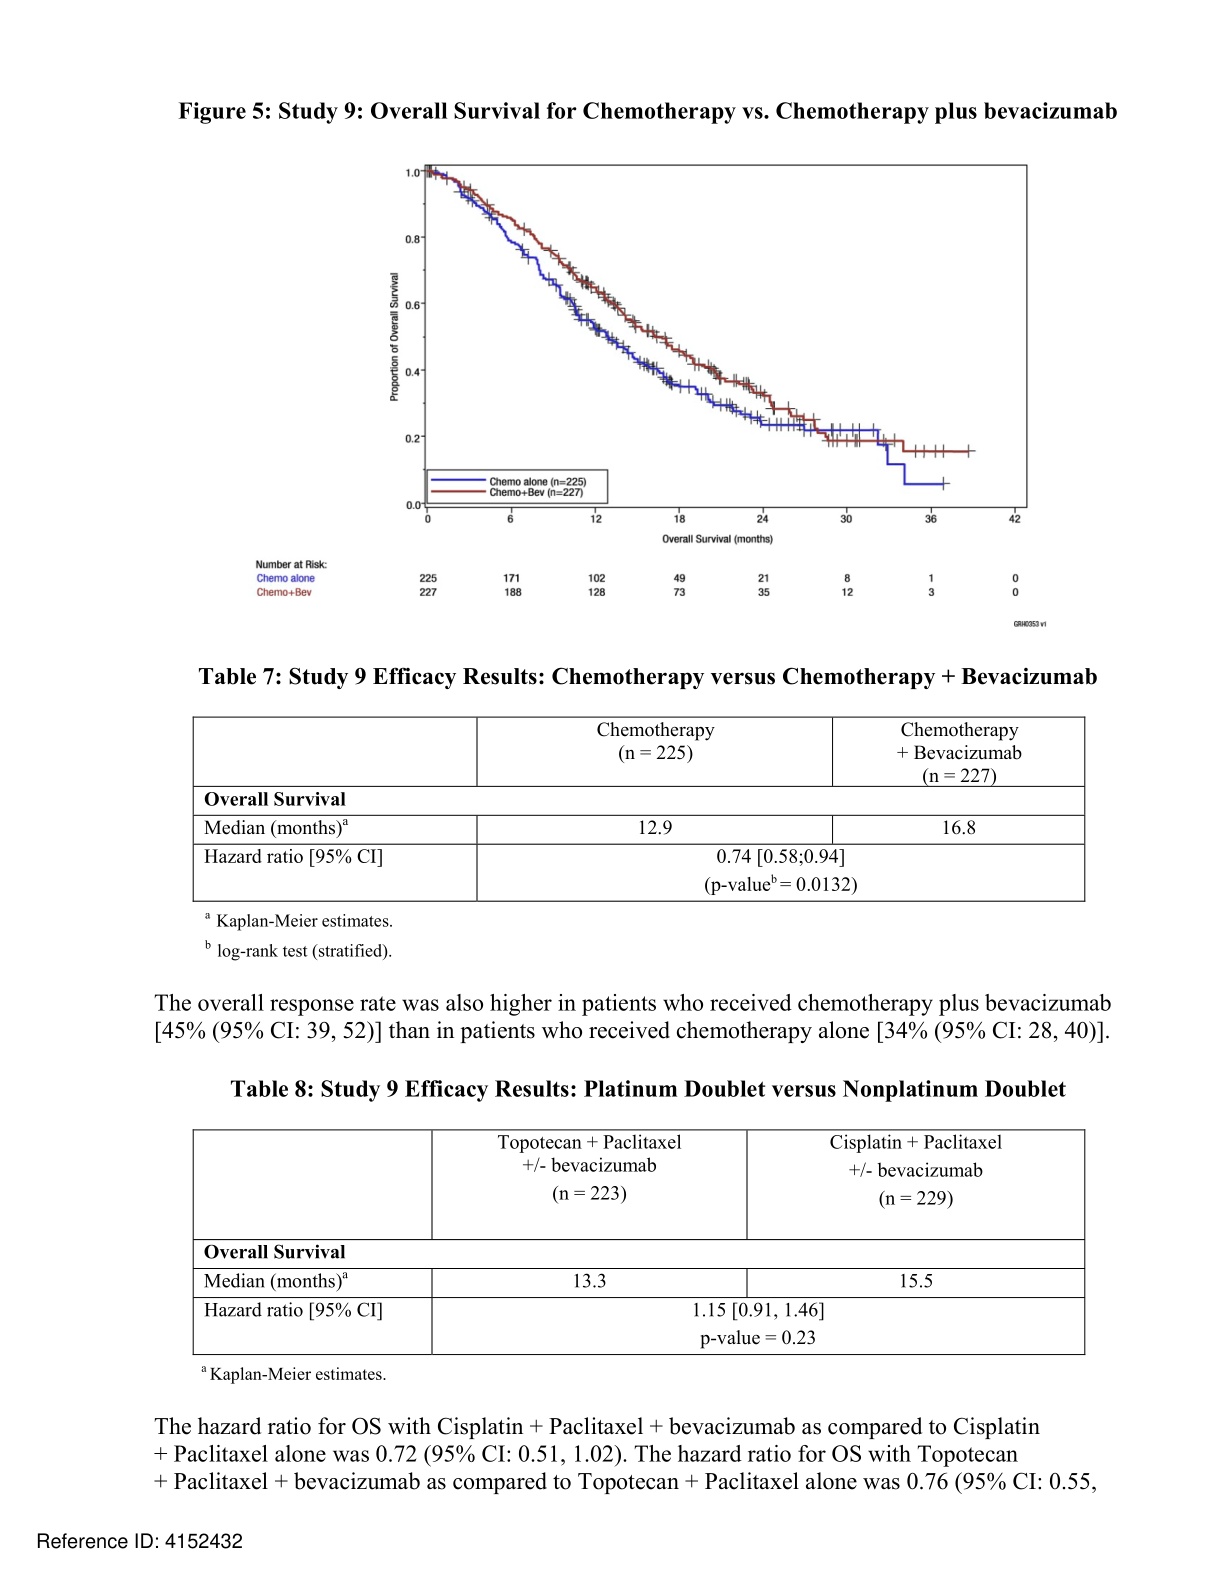 Figure 5: Study 9: Overall Survival for Chemotherapy vs. Chemotherapy plus bevacizumab
1.0
0.8
0.6
0.4
0.2
0.0
Proportion of Overall Survival
Chemo alone (n=225)
Chemo+Bev (n=227)
0 6 12 18 24 30 36 42
Overall Survival (months)
Number at Risk:
Chemo alone 225 171 102 49 21 8 1 0
Chemo+Bev 227 188 128 73 35 12 3 0
GRH0353 v1
Table 7: Study 9 Efficacy Results: Chemotherapy versus Chemotherapy + Bevacizumab
Chemotherapy
(n = 225)
Chemotherapy
+ Bevacizumab
(n = 227)
Overall Survival
Median (months)a 12.9 16.8
Hazard ratio [95% CI] 0.74 [0.58;0.94]
(p-valueb = 0.0132)
a Kaplan-Meier estimates.
b log-rank test (stratified).
The overall response rate was also higher in patients who received chemotherapy plus bevacizumab
[45% (95% CI: 39, 52)] than in patients who received chemotherapy alone [34% (95% CI: 28, 40)].
Table 8: Study 9 Efficacy Results: Platinum Doublet versus Nonplatinum Doublet
Topotecan + Paclitaxel
+/- bevacizumab
(n = 223)
Cisplatin + Paclitaxel
+/- bevacizumab
(n = 229)
Overall Survival
Median (months)a 13.3 15.5
Hazard ratio [95% CI] 1.15 [0.91, 1.46]
p-value = 0.23
a Kaplan-Meier estimates.
The hazard ratio for OS with Cisplatin + Paclitaxel + bevacizumab as compared to Cisplatin
+ Paclitaxel alone was 0.72 (95% CI: 0.51, 1.02). The hazard ratio for OS with Topotecan
+ Paclitaxel + bevacizumab as compared to Topotecan + Paclitaxel alone was 0.76 (95% CI: 0.55,
Reference ID: 4152432